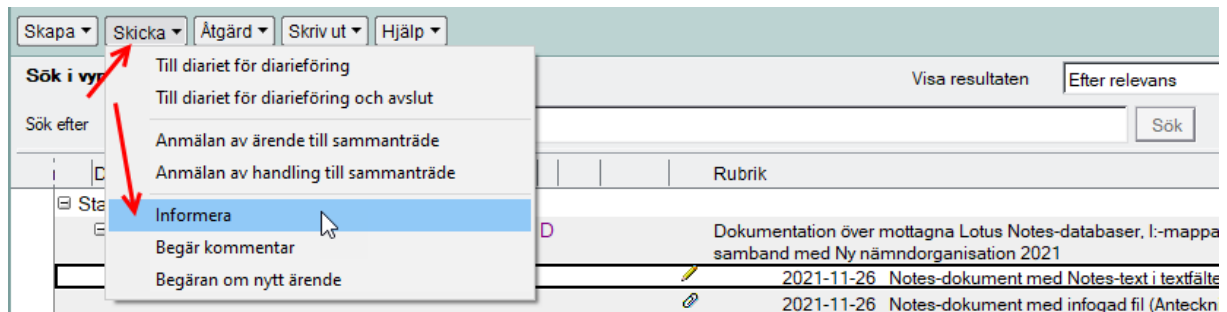 Skapa Skicka Åtgärd Skriv ut Hjälp
Sök i vyn
Till diariet för diarieföring
Visa resultaten Efter relevans
Till diariet för diarieföring och avslut
Sök efter
Sök
Anmälan av ärende till sammanträde
Anmälan av handling till sammanträde
D
Rubrik
Sta
Informera
D
Dokumentation över mottagna Lotus Notes-databaser, I:-mappa
Begär kommentar
samband med Ny nämndorganisation 2021
Begäran om nytt ärende
2021-11-26 Notes-dokument med Notes-text i textfälte
2021-11-26 Notes-dokument med infogad fil (Anteckn